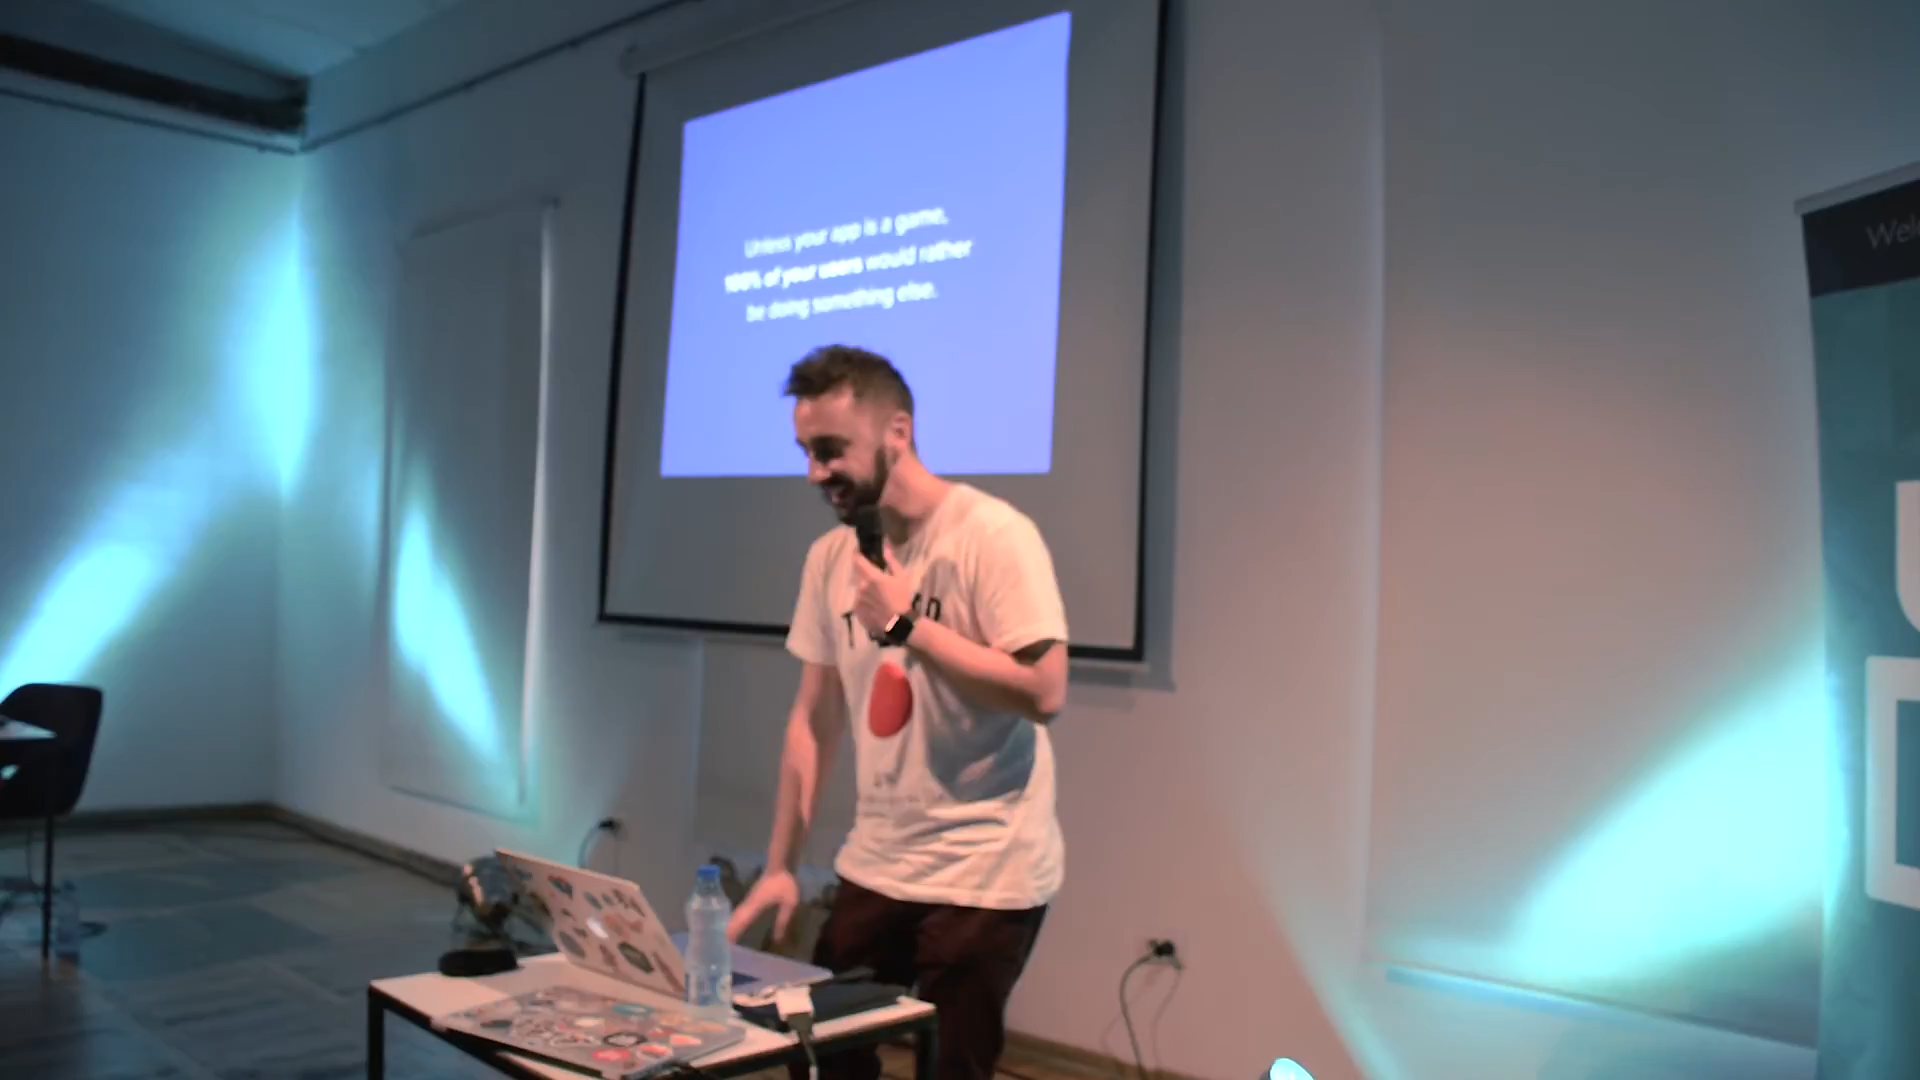 Unless your app is a game,
100% of your users would rather
be doing something else.